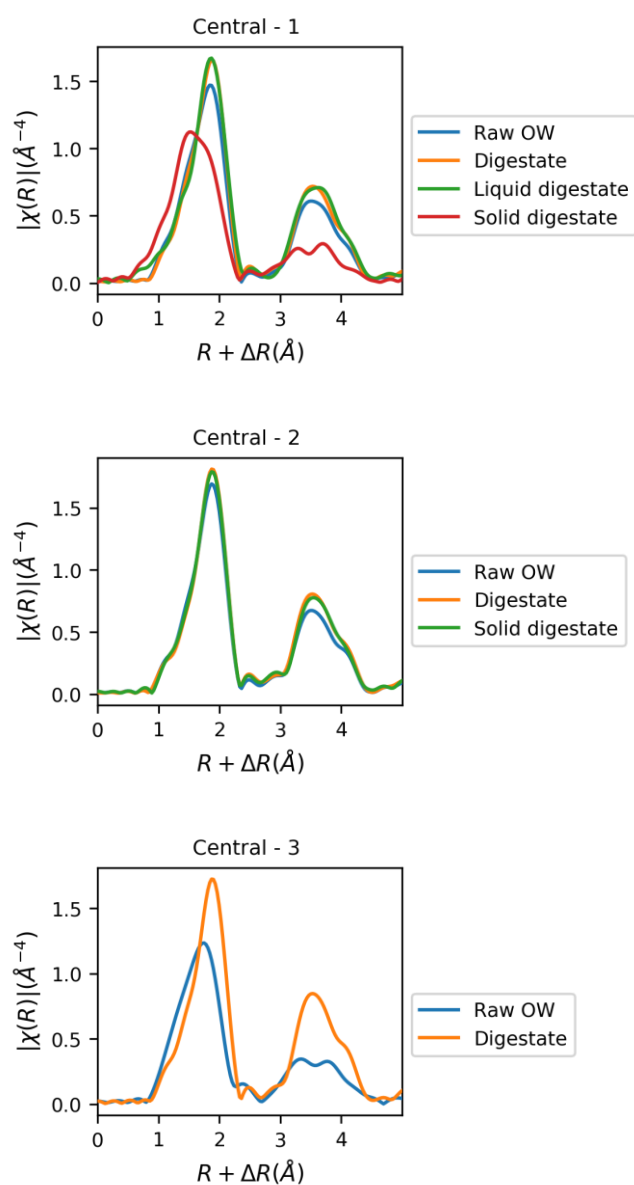 Central - 1
|χ(R)|(Å⁻⁴)
1.5
1.0
0.5
0.0
0 1 2 3 4
R + ΔR(Å)
Raw OW
Digestate
Liquid digestate
Solid digestate
Central - 2
|χ(R)|(Å⁻⁴)
1.5
1.0
0.5
0.0
0 1 2 3 4
R + ΔR(Å)
Raw OW
Digestate
Solid digestate
Central - 3
|χ(R)|(Å⁻⁴)
1.5
1.0
0.5
0.0
0 1 2 3 4
R + ΔR(Å)
Raw OW
Digestate